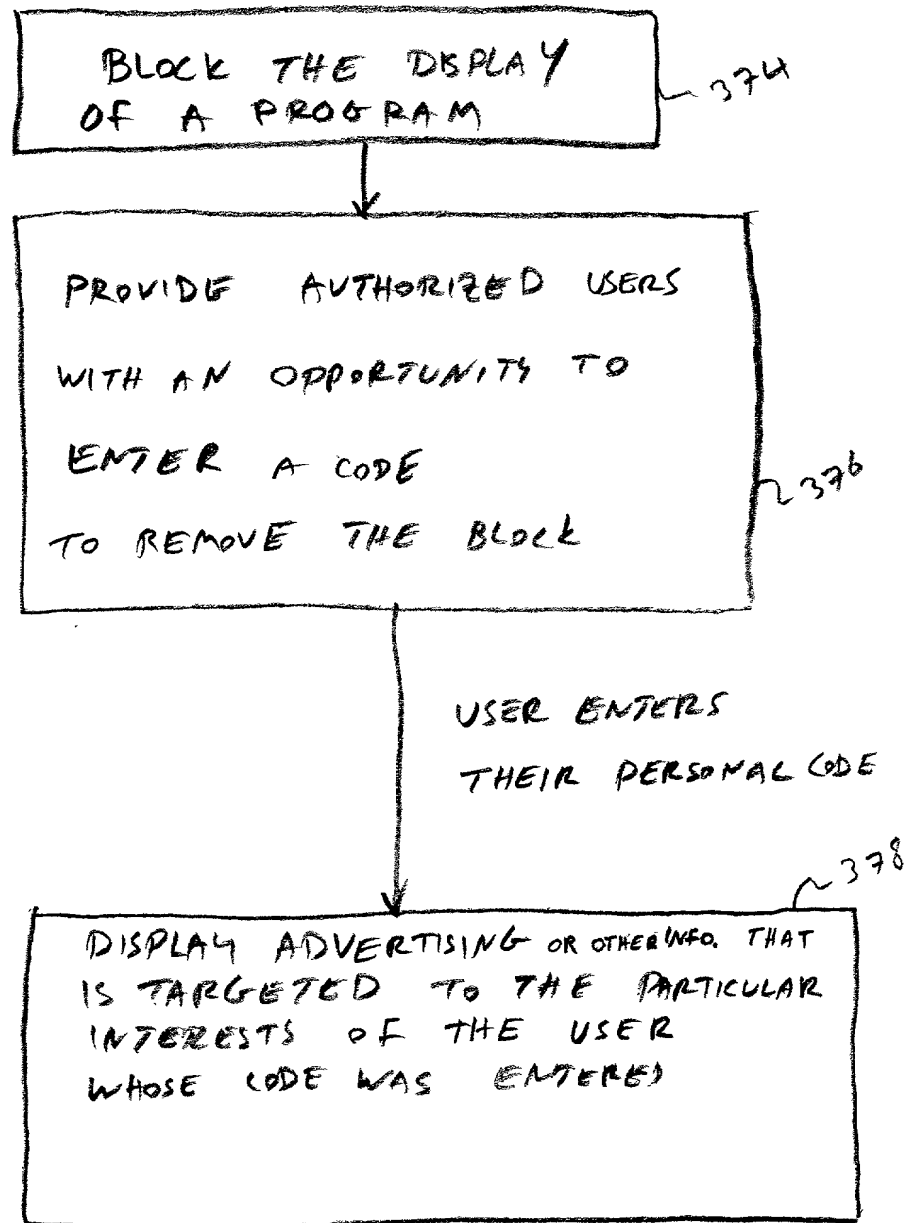 BLOCK THE DISPLAY
OF A PROGRAM
374
PROVIDE AUTHORIZED USERS
WITH AN OPPORTUNITY TO
ENTER A CODE
TO REMOVE THE BLOCK
376
USER ENTERS
THEIR PERSONAL CODE
378
DISPLAY ADVERTISING OR OTHER INFO. THAT
IS TARGETED TO THE PARTICULAR
INTERESTS OF THE USER
WHOSE CODE WAS ENTERED